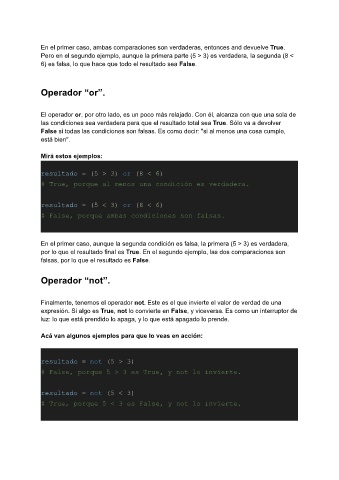 En el primer caso, ambas comparaciones son verdaderas, entonces and devuelve True.
Pero en el segundo ejemplo, aunque la primera parte (5 > 3) es verdadera, la segunda (8 <
6) es falsa, lo que hace que todo el resultado sea False.
Operador “or”.
El operador or, por otro lado, es un poco más relajado. Con él, alcanza con que una sola de
las condiciones sea verdadera para que el resultado total sea True. Sólo va a devolver
False si todas las condiciones son falsas. Es como decir: "si al menos una cosa cumple,
está bien".
Mirá estos ejemplos:
resultado = (5 > 3) or (8 < 6)
# True, porque al menos una condición es verdadera.
resultado = (5 < 3) or (8 < 6)
# False, porque ambas condiciones son falsas.
En el primer caso, aunque la segunda condición es falsa, la primera (5 > 3) es verdadera,
por lo que el resultado final es True. En el segundo ejemplo, las dos comparaciones son
falsas, por lo que el resultado es False.
Operador “not”.
Finalmente, tenemos el operador not. Este es el que invierte el valor de verdad de una
expresión. Si algo es True, not lo convierte en False, y viceversa. Es como un interruptor de
luz: lo que está prendido lo apaga, y lo que está apagado lo prende.
Acá van algunos ejemplos para que lo veas en acción:
resultado = not (5 > 3)
# False, porque 5 > 3 es True, y not lo invierte.
resultado = not (5 < 3)
# True, porque 5 < 3 es False, y not lo invierte.